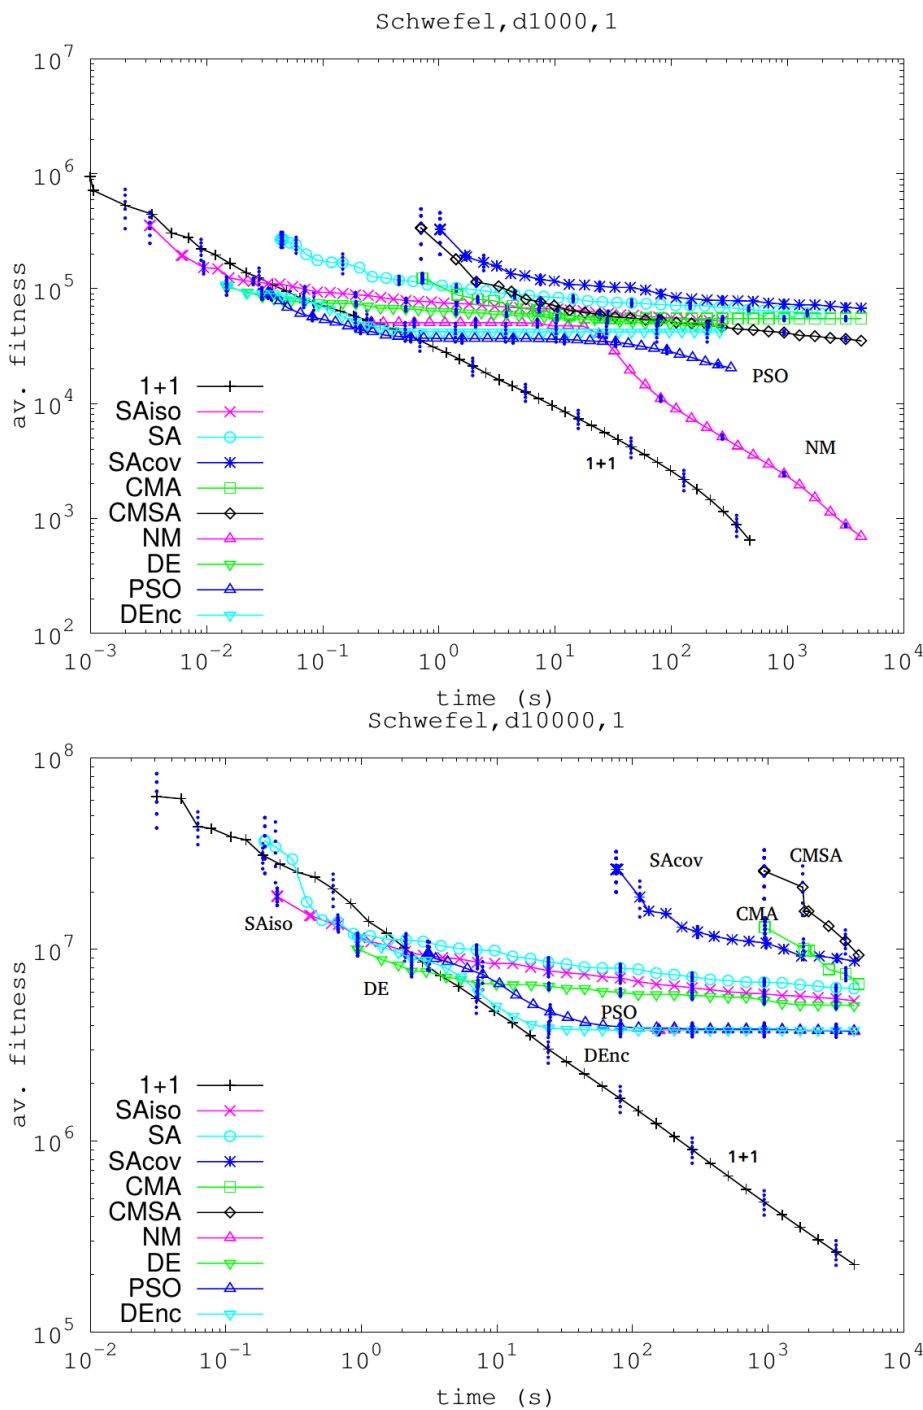 Schwefel,d1000,1
10^7
10^6
10^5
10^4
10^3
10^2
av. fitness
PSO
NM
1+1
1+1
SAiso
SA
SAcov
CMA
CMSA
NM
DE
PSO
DEnc
10^-3 10^-2 10^-1 10^0 10^1 10^2 10^3 10^4
time (s)
Schwefel,d10000,1
10^8
10^7
10^6
10^5
av. fitness
SAcov
CMSA
CMA
SAiso
DE
PSO
DEnc
1+1
1+1
SAiso
SA
SAcov
CMA
CMSA
NM
DE
PSO
DEnc
10^-2 10^-1 10^0 10^1 10^2 10^3 10^4
time (s)